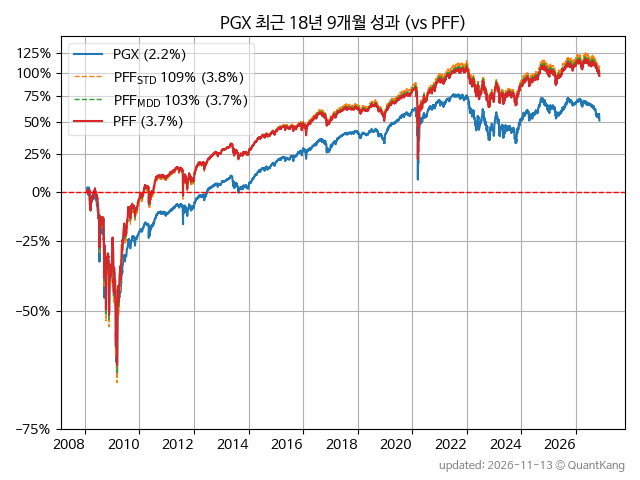 PGX 최근 18년 9개월 성과 (vs PFF)
PGX (2.2%)
PFF_STD 109% (3.8%)
PFF_MDD 103% (3.7%)
PFF (3.7%)
125%
100%
75%
50%
25%
0%
−25%
−50%
−75%
2008 2010 2012 2014 2016 2018 2020 2022 2024 2026
updated: 2026-11-13 © QuantKang